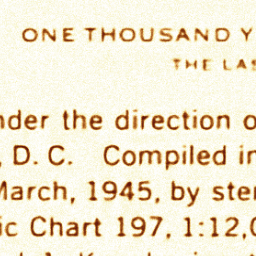 ONE THOUSAND Y
THE LAS
nder the direction o
, D. C. Compiled in
March, 1945, by ste
ic Chart 197, 1:12,0